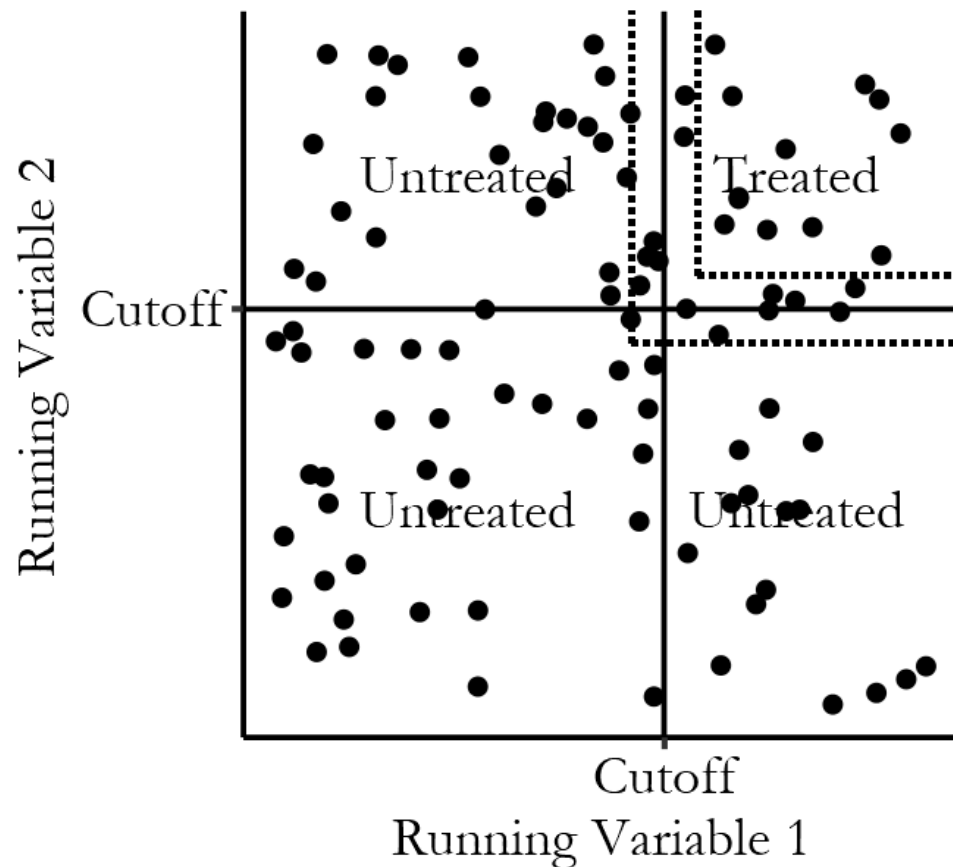 Running Variable 2
Untreated
Treated
Cutoff
Untreated
Untreated
Cutoff
Running Variable 1